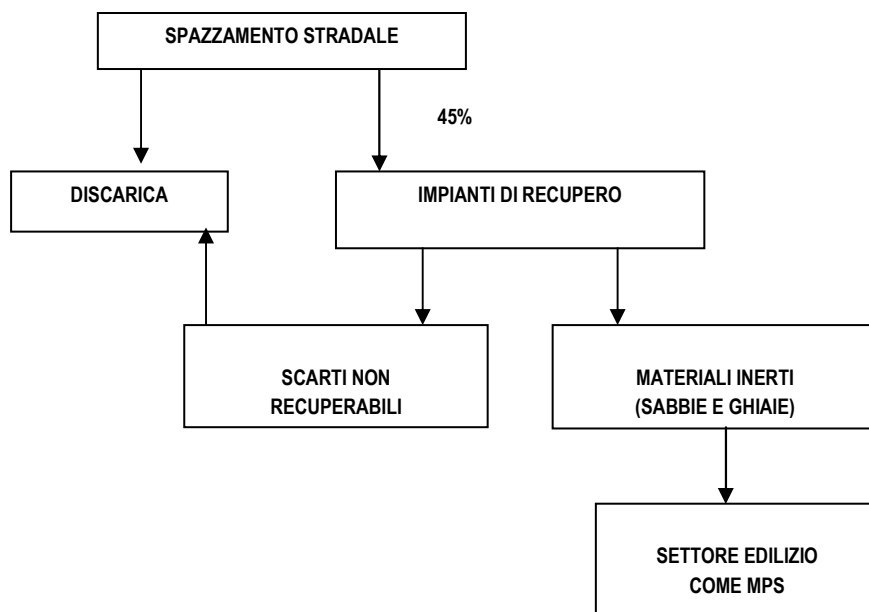 SPAZZAMENTO STRADALE
45%
DISCARICA
IMPIANTI DI RECUPERO
SCARTI NON
RECUPERABILI
MATERIALI INERTI
(SABBIE E GHIAIE)
SETTORE EDILIZIO
COME MPS